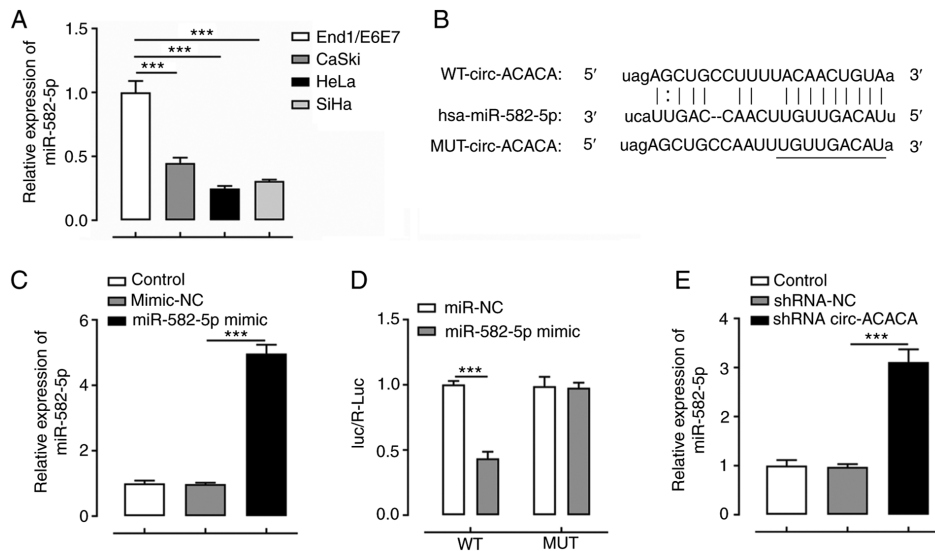 A
Relative expression of
miR-582-5p
1.5
1.0
0.5
0.0
***
***
***
End1/E6E7
CaSki
HeLa
SiHa
B
WT-circ-ACACA: 5′ uagAGCUGCCUUUUACAACUGUAa 3′
hsa-miR-582-5p: 3′ ucaUUGAC--CAACUUGUUGACAUu 5′
MUT-circ-ACACA: 5′ uagAGCUGCCAAUUUGUUGACAUa 3′
C
Control
Mimic-NC
miR-582-5p mimic
Relative expression of
miR-582-5p
6
4
2
0
***
D
miR-NC
miR-582-5p mimic
luc/R-Luc
1.5
1.0
0.5
0.0
***
WT MUT
E
Control
shRNA-NC
shRNA circ-ACACA
Relative expression of
miR-582-5p
4
3
2
1
0
***